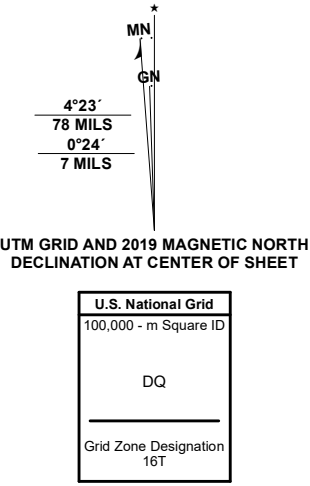 MN
GN
4°23´
78 MILS
0°24´
7 MILS
UTM GRID AND 2019 MAGNETIC NORTH
DECLINATION AT CENTER OF SHEET
U.S. National Grid
100,000 - m Square ID
DQ
Grid Zone Designation
16T